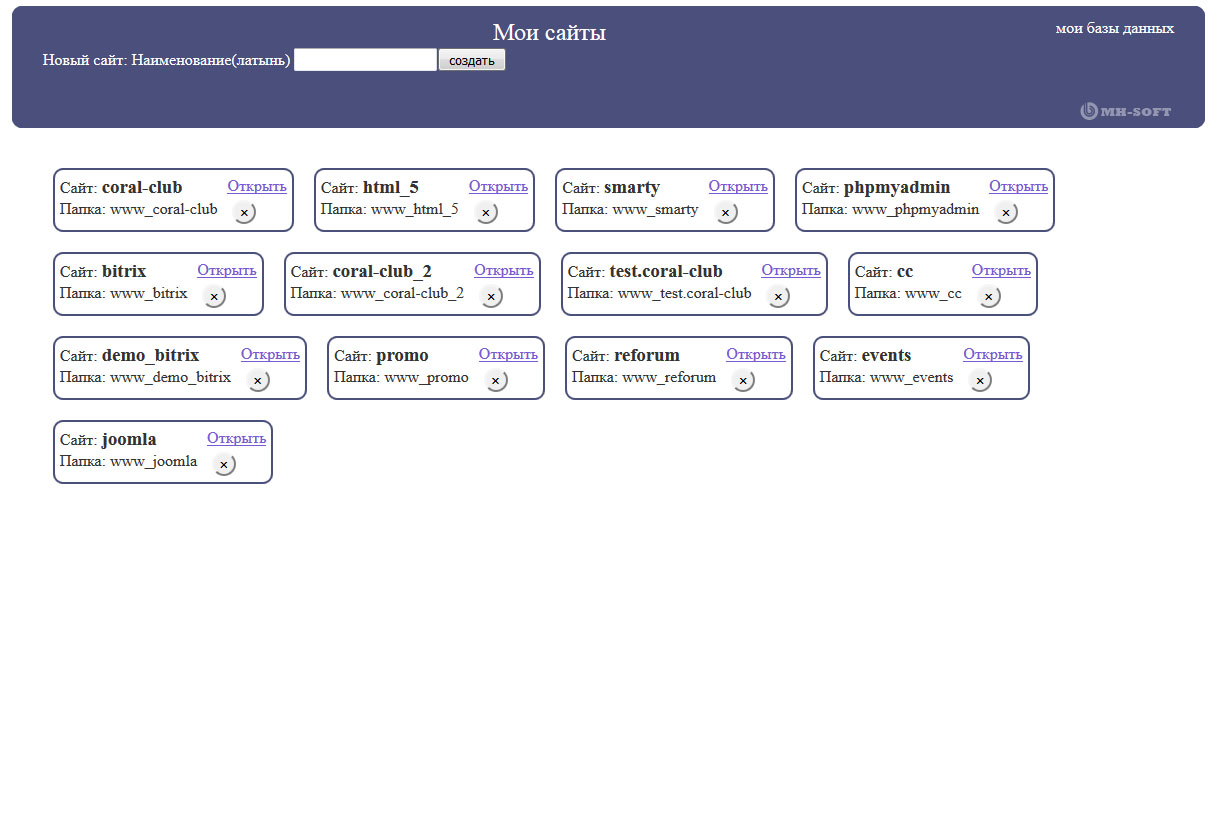 Мои сайты
мои базы данных
Новый сайт: Наименование(латынь) создать
MH-SOFT
Сайт: coral-club Открыть
Папка: www_coral-club ×
Сайт: html_5 Открыть
Папка: www_html_5 ×
Сайт: smarty Открыть
Папка: www_smarty ×
Сайт: phpmyadmin Открыть
Папка: www_phpmyadmin ×
Сайт: bitrix Открыть
Папка: www_bitrix ×
Сайт: coral-club_2 Открыть
Папка: www_coral-club_2 ×
Сайт: test.coral-club Открыть
Папка: www_test.coral-club ×
Сайт: cc Открыть
Папка: www_cc ×
Сайт: demo_bitrix Открыть
Папка: www_demo_bitrix ×
Сайт: promo Открыть
Папка: www_promo ×
Сайт: reforum Открыть
Папка: www_reforum ×
Сайт: events Открыть
Папка: www_events ×
Сайт: joomla Открыть
Папка: www_joomla ×